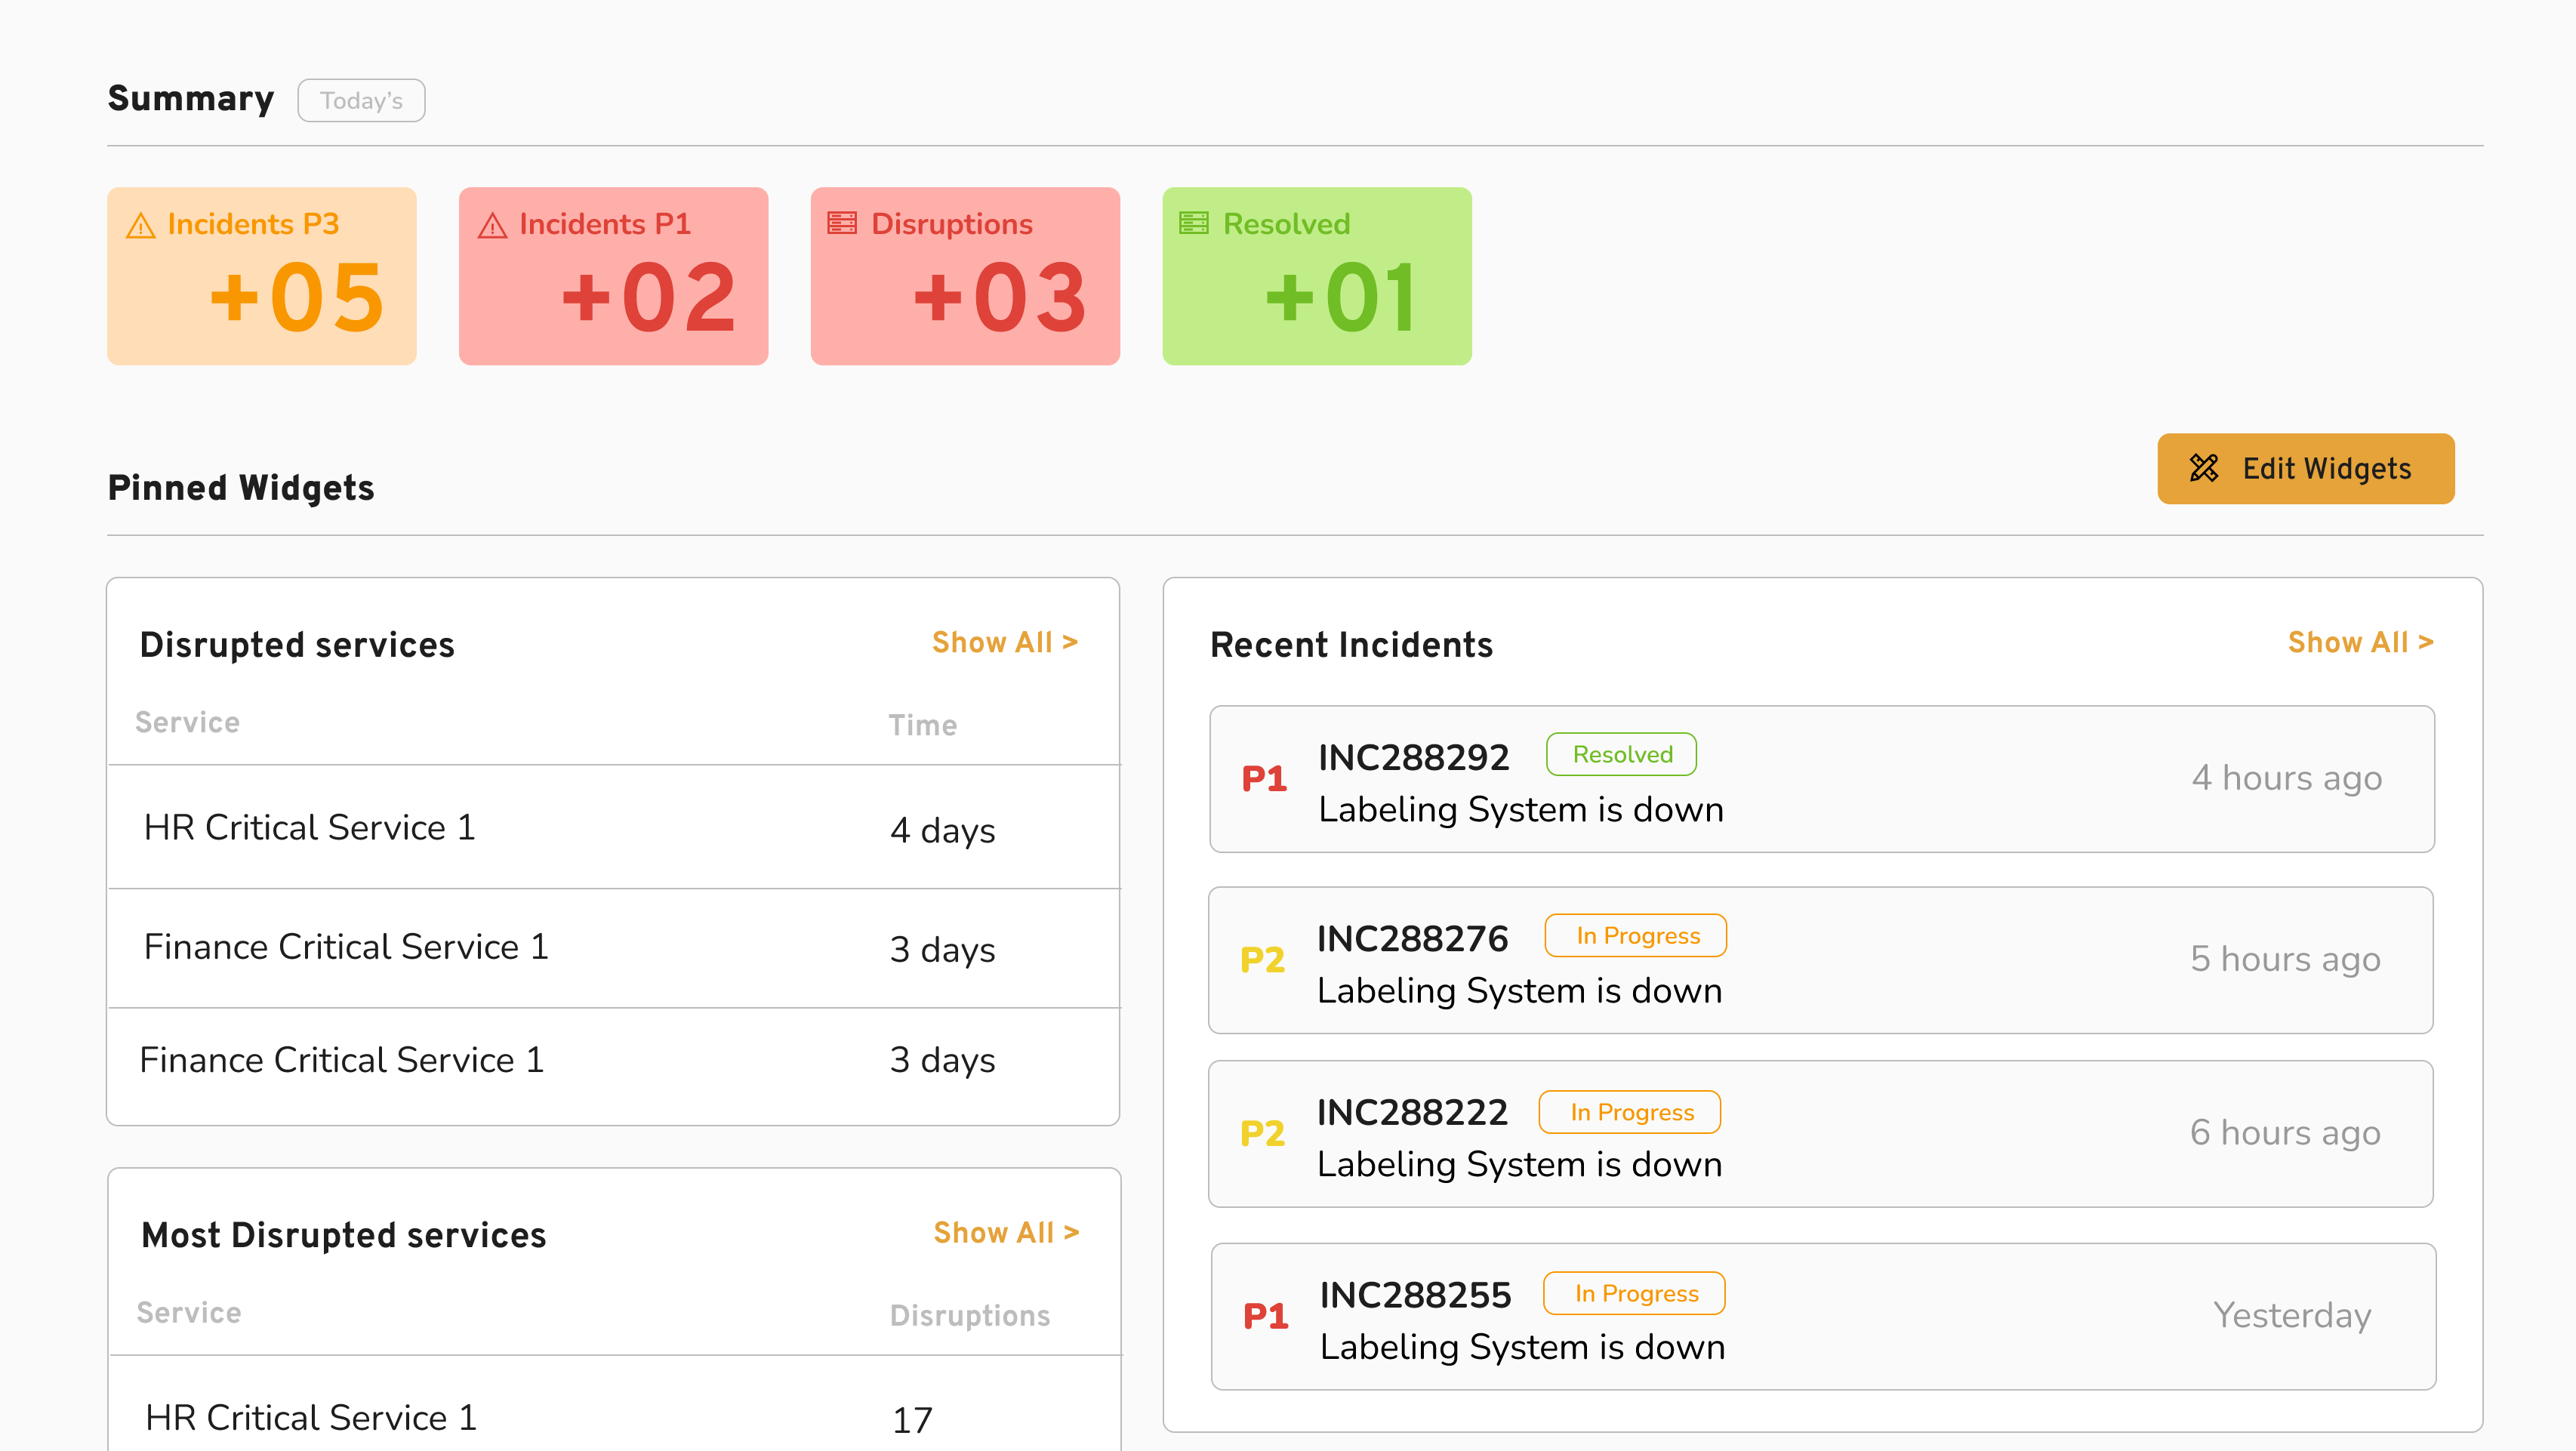 Summary
Today's
Incidents P3
+05
Incidents P1
+02
Disruptions
+03
Resolved
+01
Pinned Widgets
Edit Widgets
Disrupted services
Show All >
Service
Time
HR Critical Service 1
4 days
Finance Critical Service 1
3 days
Finance Critical Service 1
3 days
Most Disrupted services
Show All >
Service
Disruptions
HR Critical Service 1
17
Recent Incidents
Show All >
P1
INC288292
Resolved
Labeling System is down
4 hours ago
P2
INC288276
In Progress
Labeling System is down
5 hours ago
P2
INC288222
In Progress
Labeling System is down
6 hours ago
P1
INC288255
In Progress
Labeling System is down
Yesterday